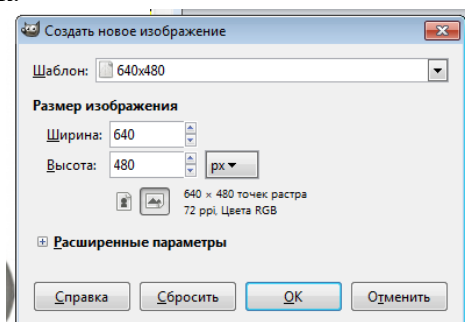 Создать новое изображение
Шаблон: 640x480
Размер изображения
Ширина: 640
Высота: 480 px
640 × 480 точек растра
72 ppi, Цвета RGB
Расширенные параметры
Справка Сбросить OK Отменить